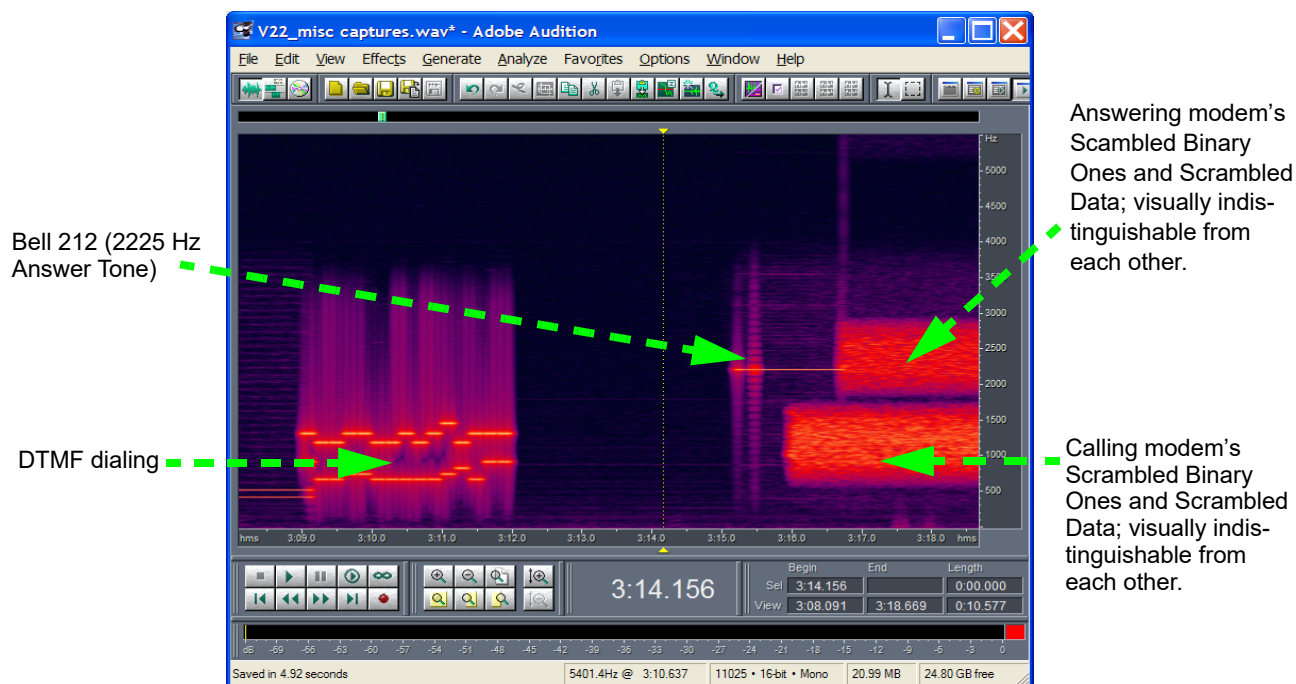 V22_misc captures.wav* - Adobe Audition
File Edit View Effects Generate Analyze Favorites Options Window Help
Hz
5000
4500
4000
3500
3000
2500
2000
1500
1000
500
hms 3:09.0 3:10.0 3:11.0 3:12.0 3:13.0 3:14.0 3:15.0 3:16.0 3:17.0 3:18.0 hms
3:14.156
Begin End Length
Sel 3:14.156 0:00.000
View 3:08.091 3:18.669 0:10.577
dB -69 -66 -63 -60 -57 -54 -51 -48 -45 -42 -39 -36 -33 -30 -27 -24 -21 -18 -15 -12 -9 -6 -3 0
Saved in 4.92 seconds 5401.4Hz @ 3:10.637 11025 • 16-bit • Mono 20.99 MB 24.80 GB free
Bell 212 (2225 Hz
Answer Tone)
DTMF dialing
Answering modem’s
Scambled Binary
Ones and Scrambled
Data; visually indis-
tinguishable from
each other.
Calling modem’s
Scrambled Binary
Ones and Scrambled
Data; visually indis-
tinguishable from
each other.